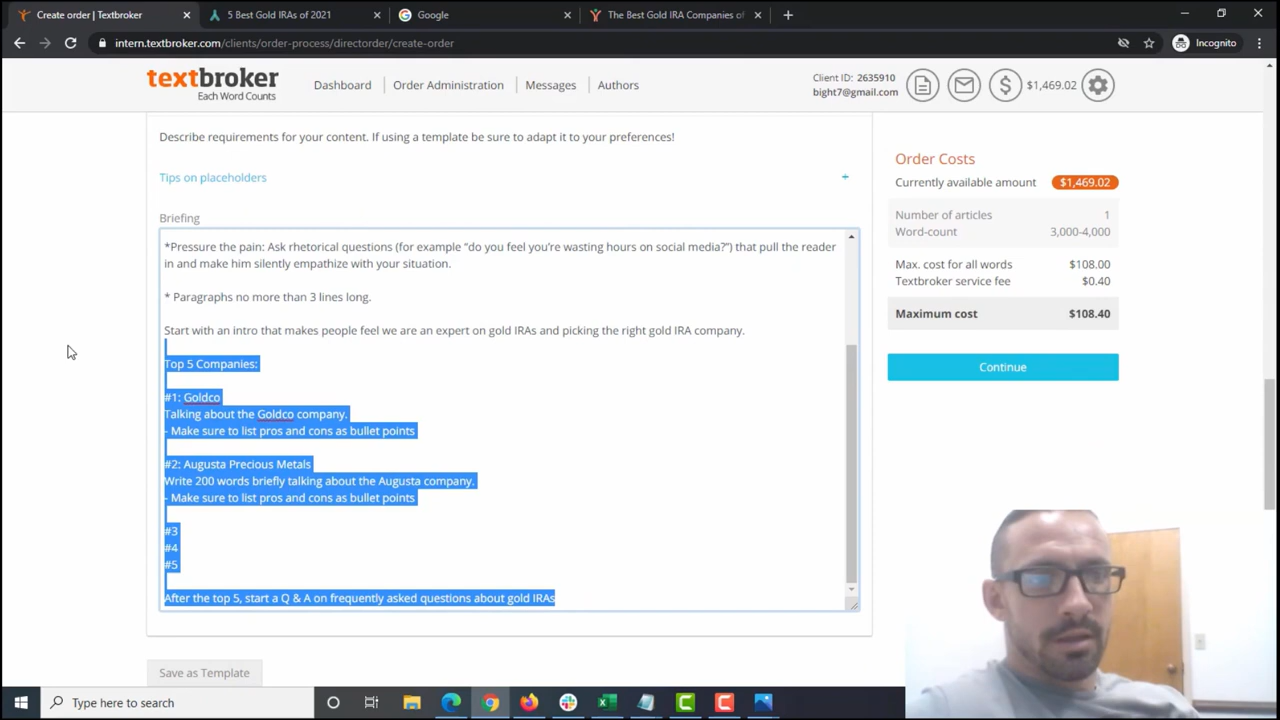 Create order | Textbroker
5 Best Gold IRAs of 2021
Google
The Best Gold IRA Companies of
intern.textbroker.com/clients/order-process/directorder/create-order
Incognito
textbroker
Each Word Counts
Dashboard
Order Administration
Messages
Authors
Client ID: 2635910
bight7@gmail.com
$1,469.02
Describe requirements for your content. If using a template be sure to adapt it to your preferences!
Tips on placeholders
+
Briefing
*Pressure the pain: Ask rhetorical questions (for example “do you feel you’re wasting hours on social media?”) that pull the reader
in and make him silently empathize with your situation.
* Paragraphs no more than 3 lines long.
Start with an intro that makes people feel we are an expert on gold IRAs and picking the right gold IRA company.
Top 5 Companies:
#1: Goldco
Talking about the Goldco company.
- Make sure to list pros and cons as bullet points
#2: Augusta Precious Metals
Write 200 words briefly talking about the Augusta company.
- Make sure to list pros and cons as bullet points
#3
#4
#5
After the top 5, start a Q & A on frequently asked questions about gold IRAs
Save as Template
Order Costs
Currently available amount $1,469.02
Number of articles 1
Word-count 3,000-4,000
Max. cost for all words $108.00
Textbroker service fee $0.40
Maximum cost $108.40
Continue
Type here to search